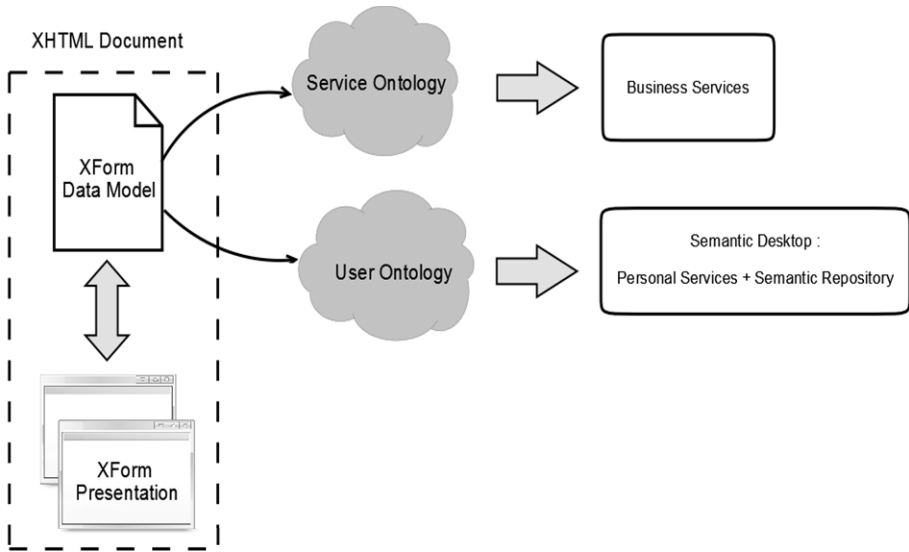 XHTML Document
XForm
Data Model
XForm
Presentation
Service Ontology
User Ontology
Business Services
Semantic Desktop :
Personal Services + Semantic Repository